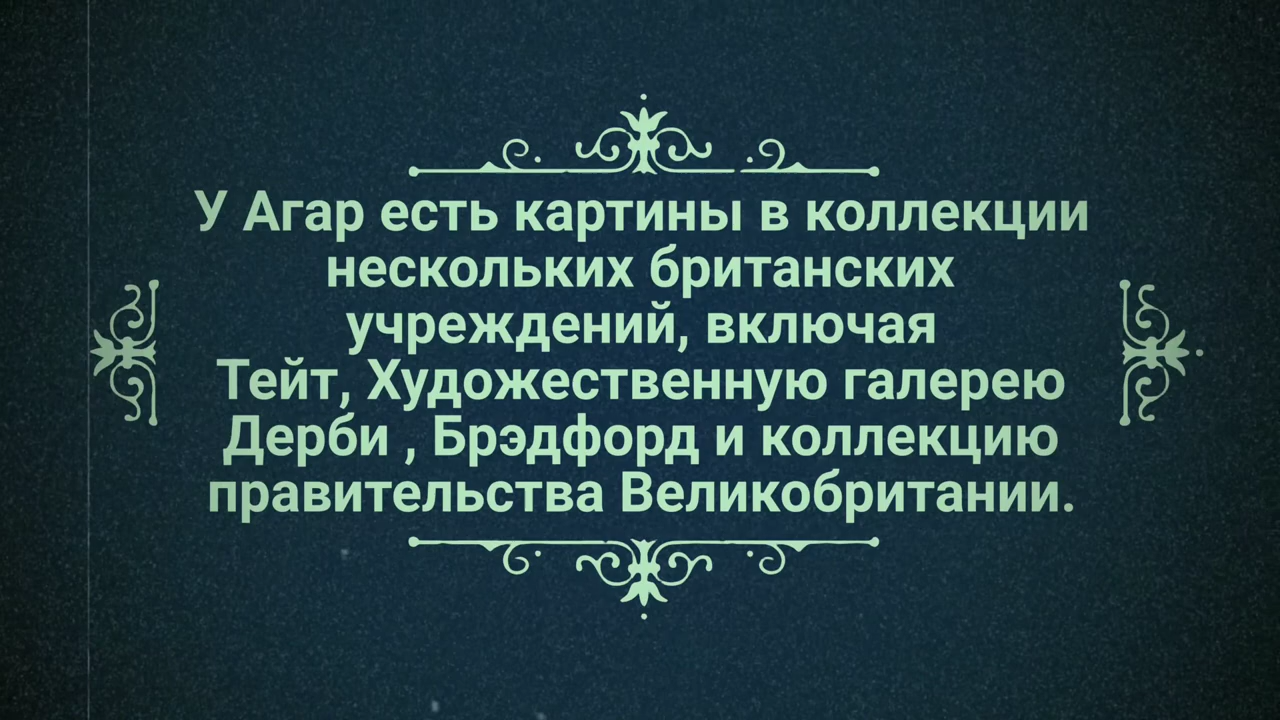 У Агар есть картины в коллекции
нескольких британских
учреждений, включая
Тейт, Художественную галерею
Дерби , Брэдфорд и коллекцию
правительства Великобритании.